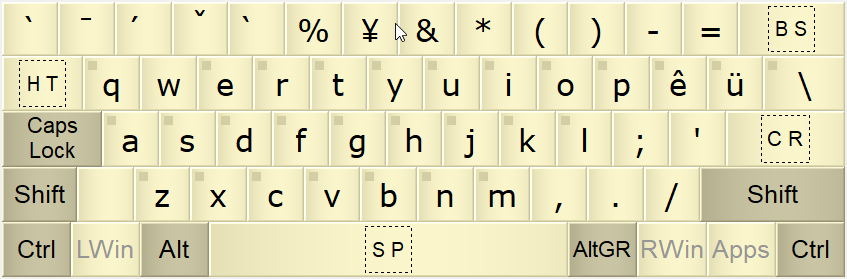 ` ˉ ˊ ˇ ` % ¥ & * ( ) - = BS
HT q w e r t y u i o p ê ü \
Caps Lock a s d f g h j k l ; ' CR
Shift z x c v b n m , . / Shift
Ctrl LWin Alt SP AltGR RWin Apps Ctrl